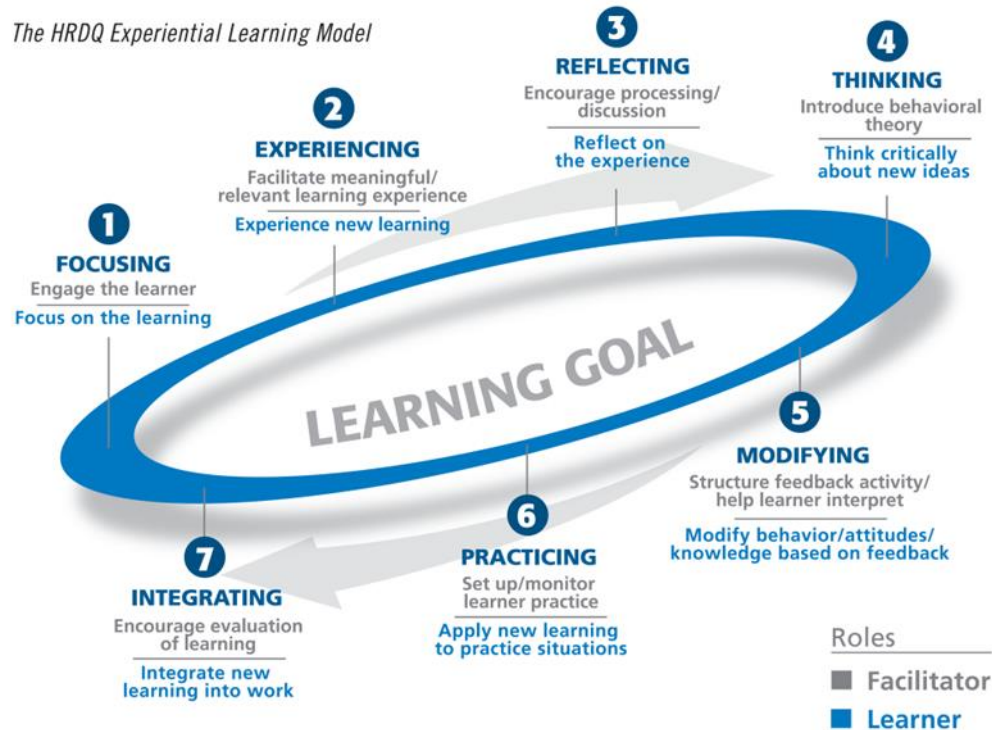 The HRDQ Experiential Learning Model
1
FOCUSING
Engage the learner
Focus on the learning
2
EXPERIENCING
Facilitate meaningful/
relevant learning experience
Experience new learning
3
REFLECTING
Encourage processing/
discussion
Reflect on
the experience
4
THINKING
Introduce behavioral
theory
Think critically
about new ideas
LEARNING GOAL
5
MODIFYING
Structure feedback activity/
help learner interpret
Modify behavior/attitudes/
knowledge based on feedback
6
PRACTICING
Set up/monitor
learner practice
Apply new learning
to practice situations
7
INTEGRATING
Encourage evaluation
of learning
Integrate new
learning into work
Roles
Facilitator
Learner